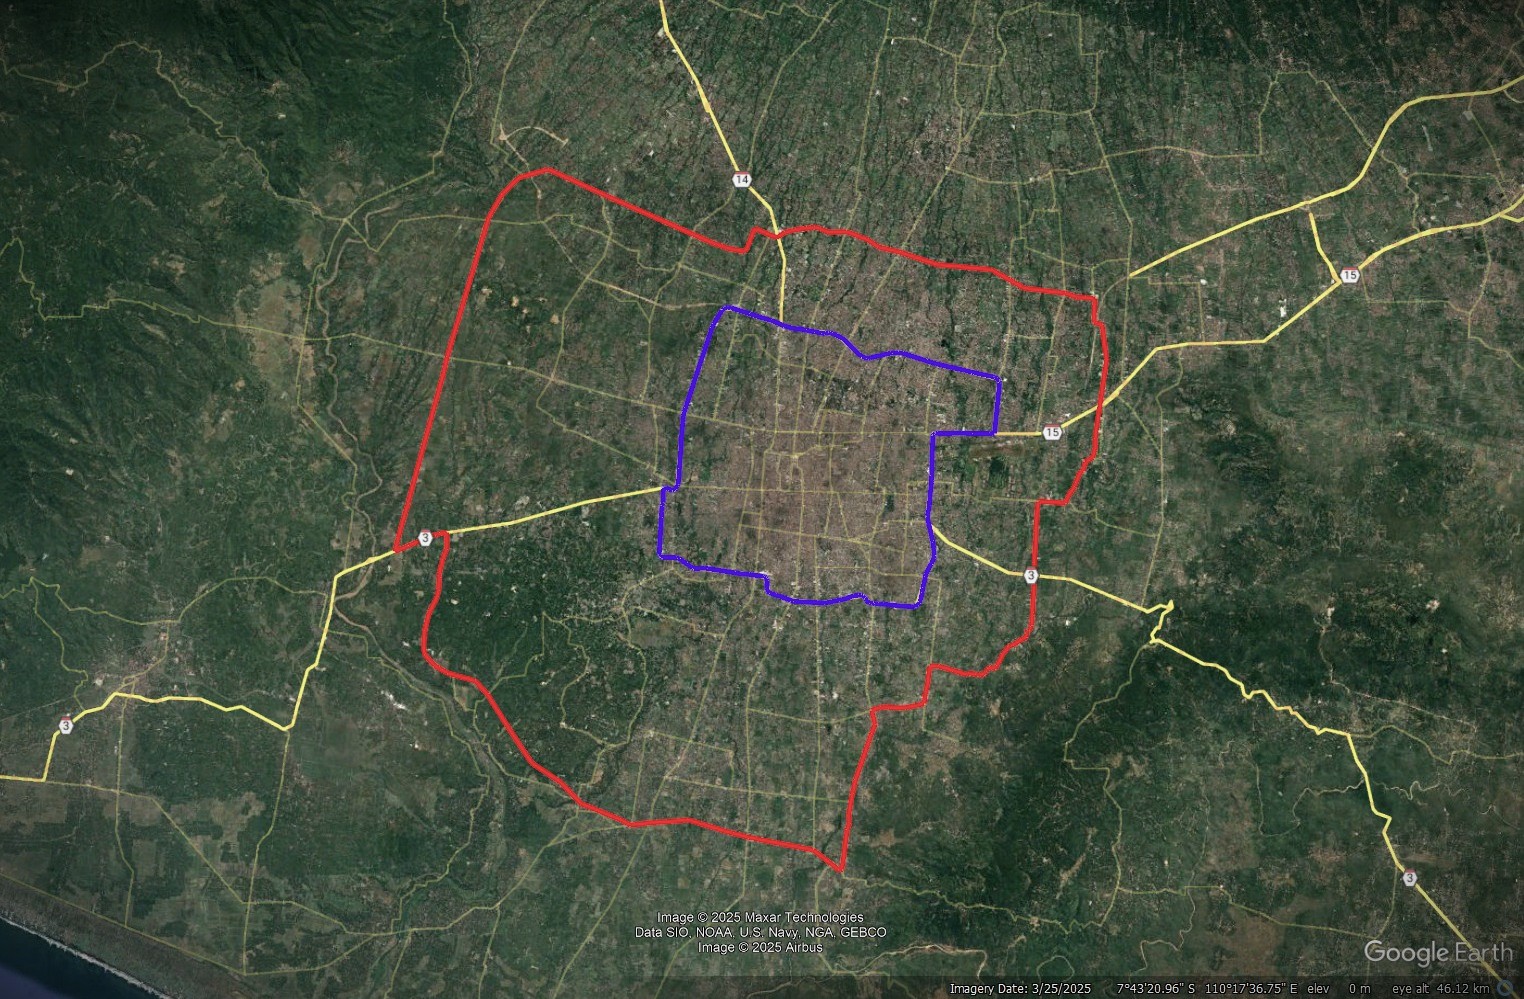 14
15
15
3
3
3
3
Image © 2025 Maxar Technologies
Data SIO, NOAA, U.S. Navy, NGA, GEBCO
Image © 2025 Airbus
Google Earth
Imagery Date: 3/25/2025 7°43'20.96" S 110°17'36.75" E elev 0 m eye alt 46.12 km